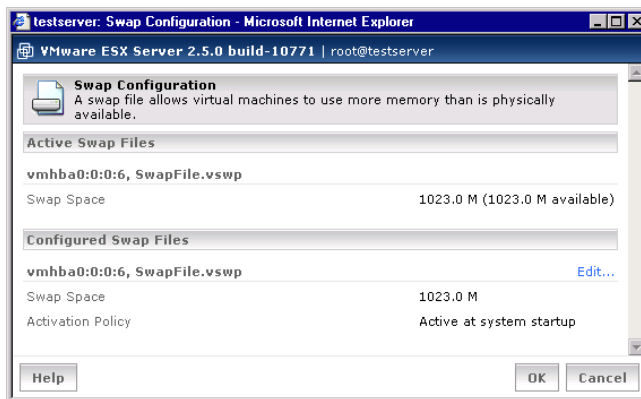 testserver: Swap Configuration - Microsoft Internet Explorer
VMware ESX Server 2.5.0 build-10771 | root@testserver
Swap Configuration
A swap file allows virtual machines to use more memory than is physically
available.
Active Swap Files
vmhba0:0:0:6, SwapFile.vswp
Swap Space 1023.0 M (1023.0 M available)
Configured Swap Files
vmhba0:0:0:6, SwapFile.vswp Edit...
Swap Space 1023.0 M
Activation Policy Active at system startup
Help OK Cancel